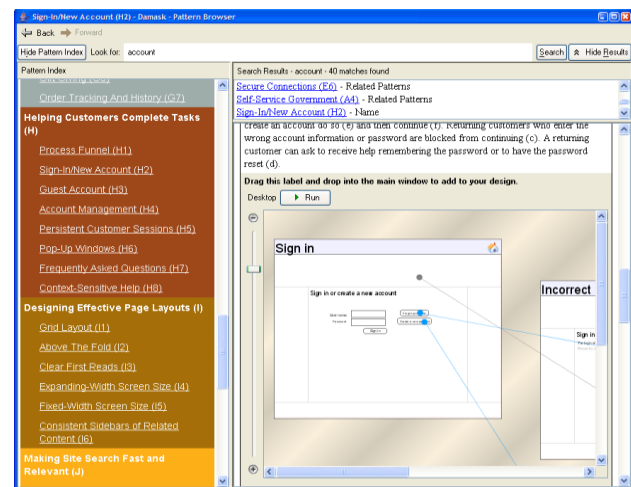 Sign-In/New Account (H2) - Damask - Pattern Browser
Back Forward
Hide Pattern Index Look for: account Search Hide Results
Pattern Index
Order Tracking And History (G7)
Helping Customers Complete Tasks
(H)
Process Funnel (H1)
Sign-In/New Account (H2)
Guest Account (H3)
Account Management (H4)
Persistent Customer Sessions (H5)
Pop-Up Windows (H6)
Frequently Asked Questions (H7)
Context-Sensitive Help (H8)
Designing Effective Page Layouts (I)
Grid Layout (I1)
Above The Fold (I2)
Clear First Reads (I3)
Expanding-Width Screen Size (I4)
Fixed-Width Screen Size (I5)
Consistent Sidebars of Related
Content (I6)
Making Site Search Fast and
Relevant (J)
Search Results - account - 40 matches found
Secure Connections (E6) - Related Patterns
Self-Service Government (A4) - Related Patterns
Sign-In/New Account (H2) - Name
create an account do so (e) and then continue (f). Returning customers who enter the
wrong account information or password are blocked from continuing (c). A returning
customer can ask to receive help remembering the password or to have the password
reset (d).
Drag this label and drop into the main window to add to your design.
Desktop Run
Sign in
Sign in or create a new account
Password
Sign in
Incorrect
Sign in